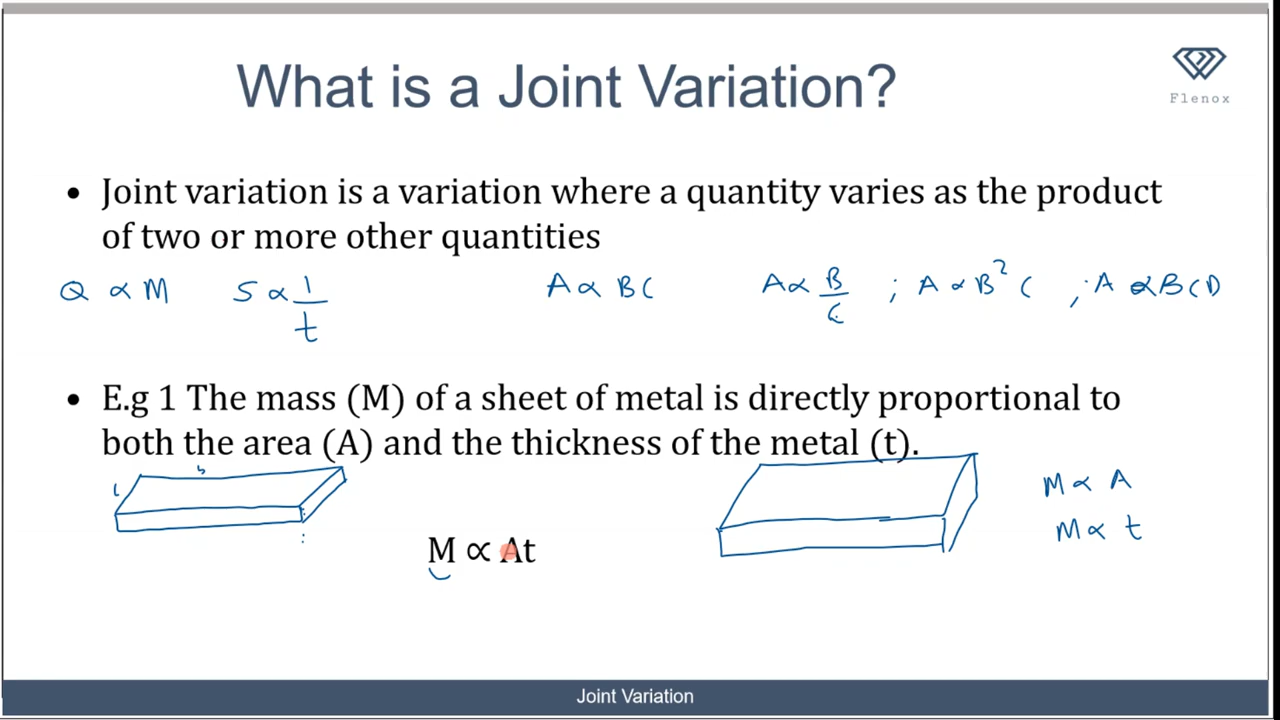 What is a Joint Variation?
Flenox
• Joint variation is a variation where a quantity varies as the product
of two or more other quantities
Q ∝ M S ∝ 1/t A ∝ BC A ∝ B/C ; A ∝ B² C ; A ∝ BCD
• E.g 1 The mass (M) of a sheet of metal is directly proportional to
both the area (A) and the thickness of the metal (t).
M ∝ A
M ∝ t
M ∝ At
Joint Variation